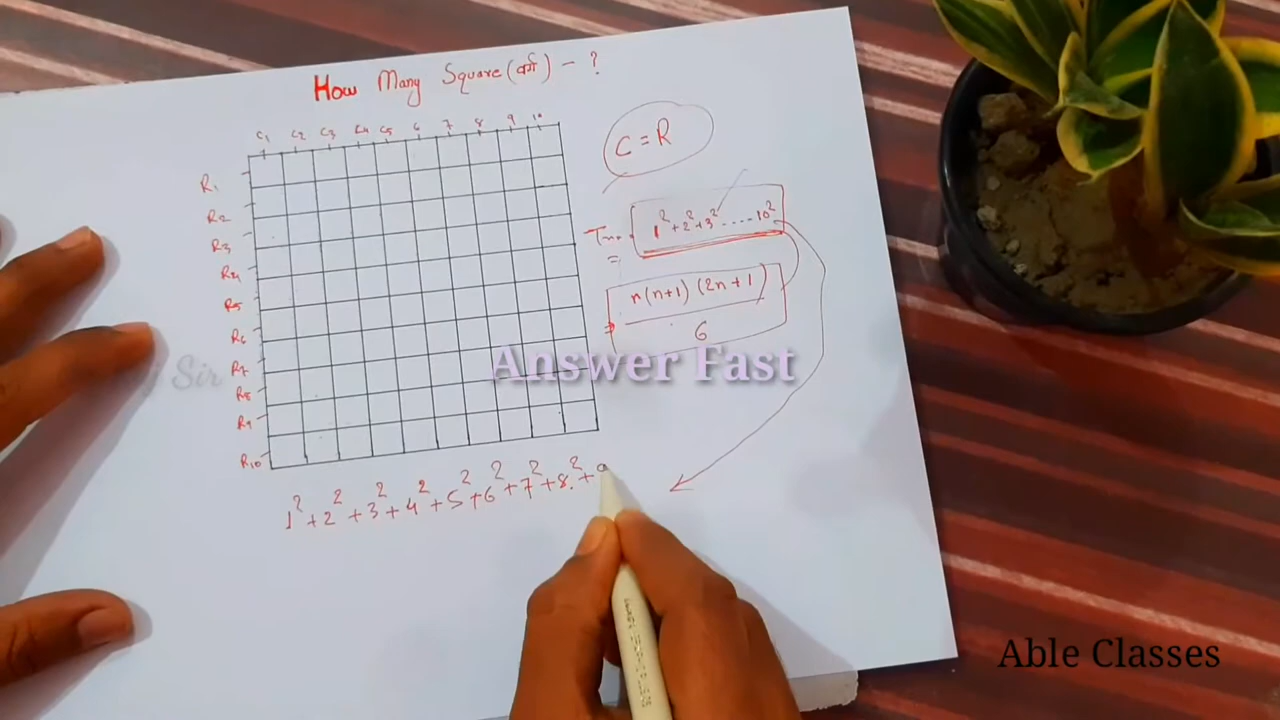 How Many Square (वर्ग) - ?
C1 C2 C3 C4 C5 6 7 8 9 10
R1
R2
R3
R4
R5
R6
R7
R8
R9
R10
C = R
1² + 2² + 3² ..... 10²
=
n(n+1) (2n+1)
6
Answer Fast
Sir
1² + 2² + 3² + 4² + 5² + 6² + 7² + 8² + 9
Able Classes